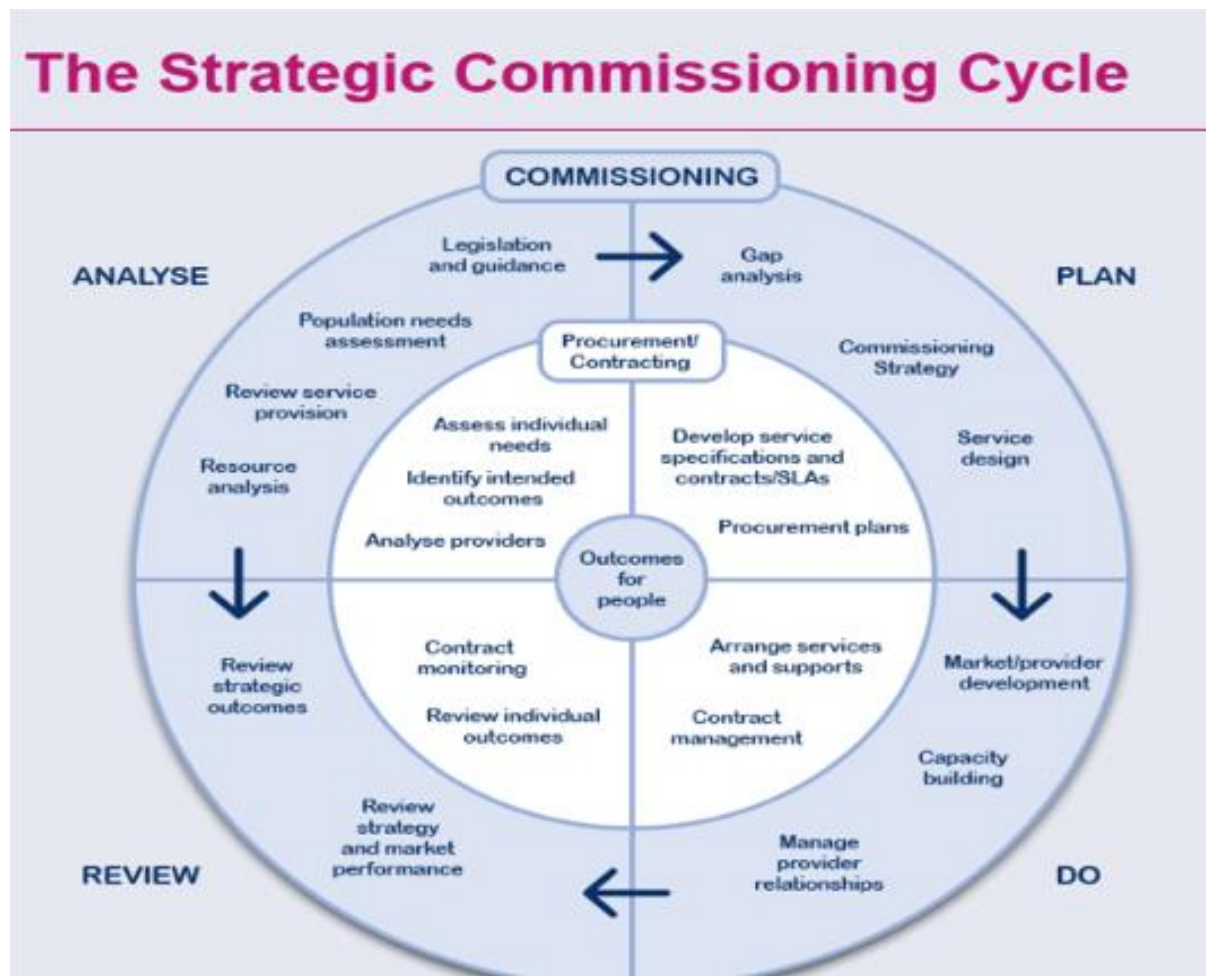 The Strategic Commissioning Cycle
COMMISSIONING
ANALYSE
Legislation
and guidance
Population needs
assessment
Review service
provision
Resource
analysis
PLAN
Gap
analysis
Commissioning
Strategy
Service
design
Procurement/
Contracting
Assess individual
needs
Identify intended
outcomes
Analyse providers
Develop service
specifications and
contracts/SLAs
Procurement plans
Outcomes
for
people
Contract
monitoring
Review individual
outcomes
Arrange services
and supports
Contract
management
Review
strategic
outcomes
Review
strategy
and market
performance
REVIEW
Market/provider
development
Capacity
building
Manage
provider
relationships
DO